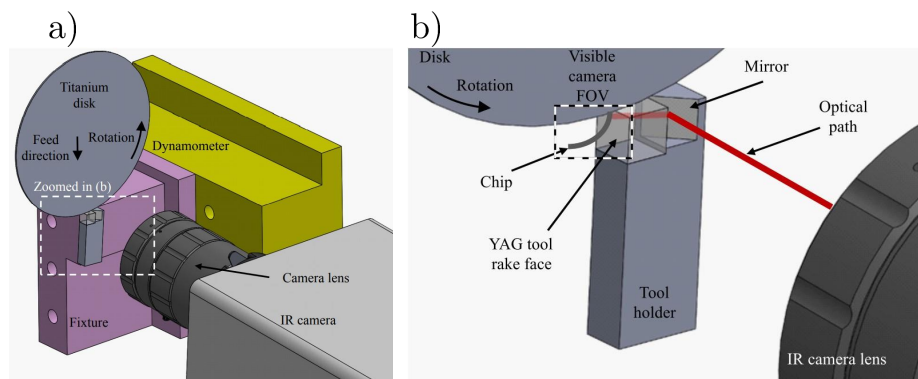 a)
Titanium
disk
Feed
direction
Rotation
Dynamometer
Zoomed in (b)
Camera lens
IR camera
Fixture
b)
Disk
Rotation
Visible
camera
FOV
Mirror
Optical
path
Chip
YAG tool
rake face
Tool
holder
IR camera lens